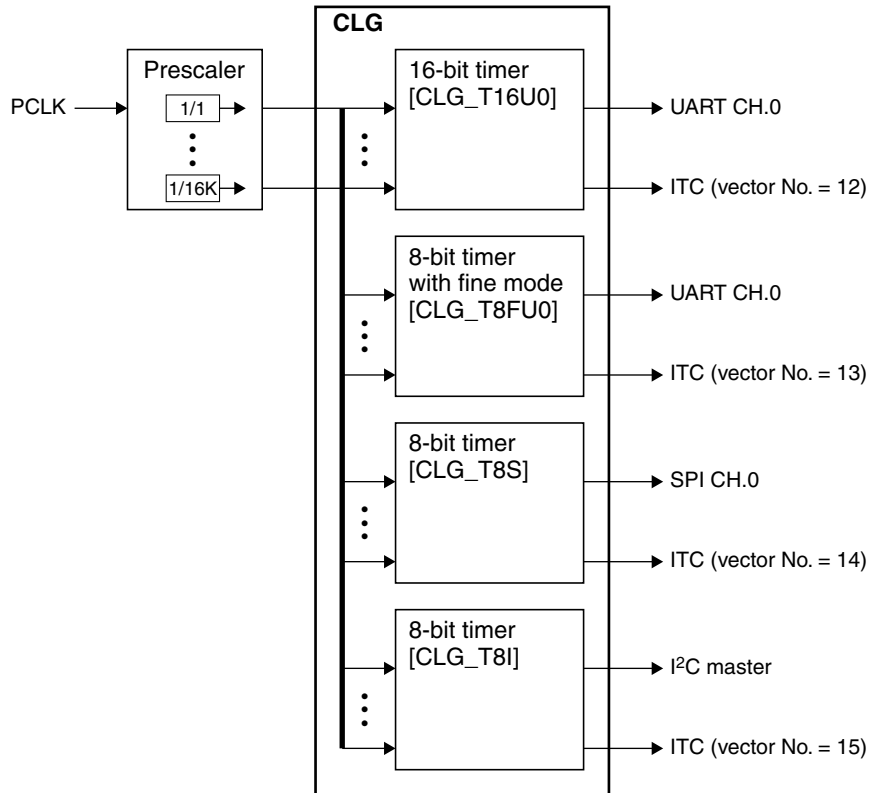 CLG
Prescaler
PCLK
1/1
1/16K
16-bit timer
[CLG_T16U0]
UART CH.0
ITC (vector No. = 12)
8-bit timer
with fine mode
[CLG_T8FU0]
UART CH.0
ITC (vector No. = 13)
8-bit timer
[CLG_T8S]
SPI CH.0
ITC (vector No. = 14)
8-bit timer
[CLG_T8I]
I²C master
ITC (vector No. = 15)